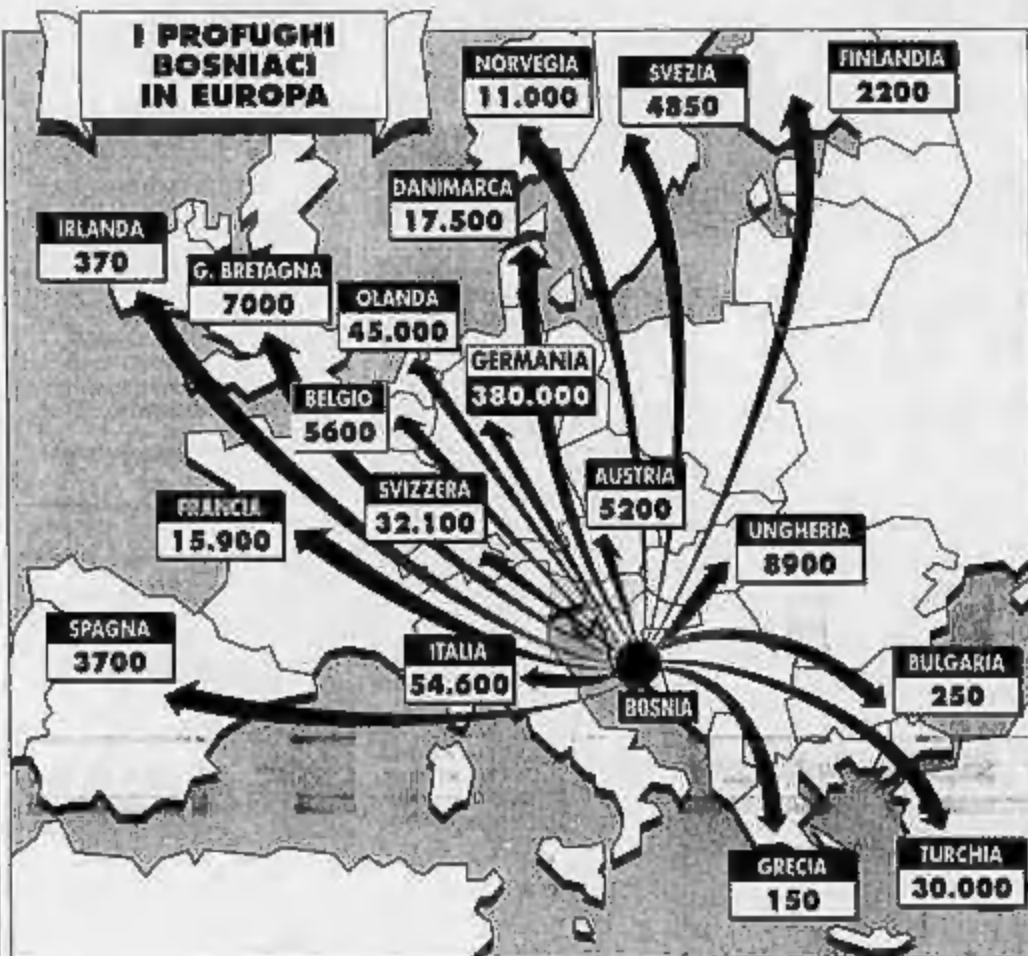 I PROFUGHI
BOSNIACI
IN EUROPA
NORVEGIA
11.000
SVEZIA
4850
FINLANDIA
2200
DANIMARCA
17.500
IRLANDA
370
G. BRETAGNA
7000
OLANDA
45.000
GERMANIA
380.000
BELGIO
5600
AUSTRIA
5200
SVIZZERA
32.100
FRANCIA
15.900
UNGHERIA
8900
SPAGNA
3700
ITALIA
54.600
BOSNIA
BULGARIA
250
GRECIA
150
TURCHIA
30.000